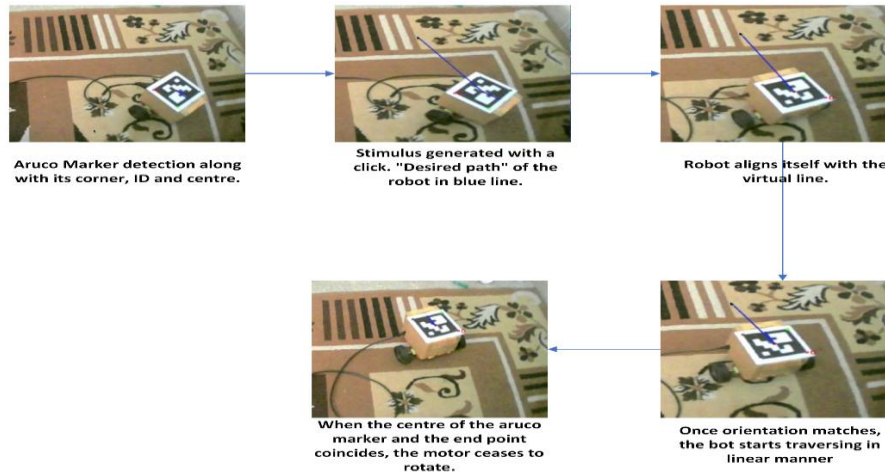 Aruco Marker detection along
with its corner, ID and centre.
Stimulus generated with a
click. "Desired path" of the
robot in blue line.
Robot aligns itself with the
virtual line.
When the centre of the aruco
marker and the end point
coincides, the motor ceases to
rotate.
Once orientation matches,
the bot starts traversing in
linear manner